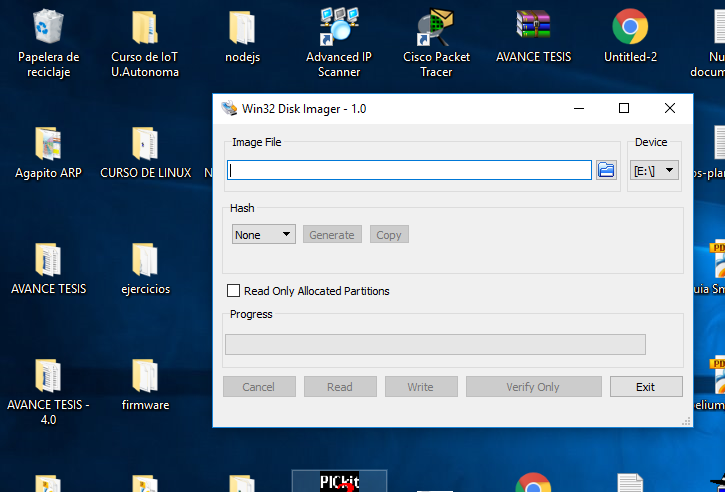 Papelera de
reciclaje
Curso de IoT
U.Autonoma
nodejs
Advanced IP
Scanner
Cisco Packet
Tracer
AVANCE TESIS
Untitled-2
Nu
docum
Win32 Disk Imager - 1.0
Image File
Device
[E:\]
Hash
None
Generate
Copy
Read Only Allocated Partitions
Progress
Cancel
Read
Write
Verify Only
Exit
Agapito ARP
CURSO DE LINUX
N
os-plan
AVANCE TESIS
ejercicios
PD
uia Sm
AVANCE TESIS -
4.0
firmware
PD
elium
PICkit